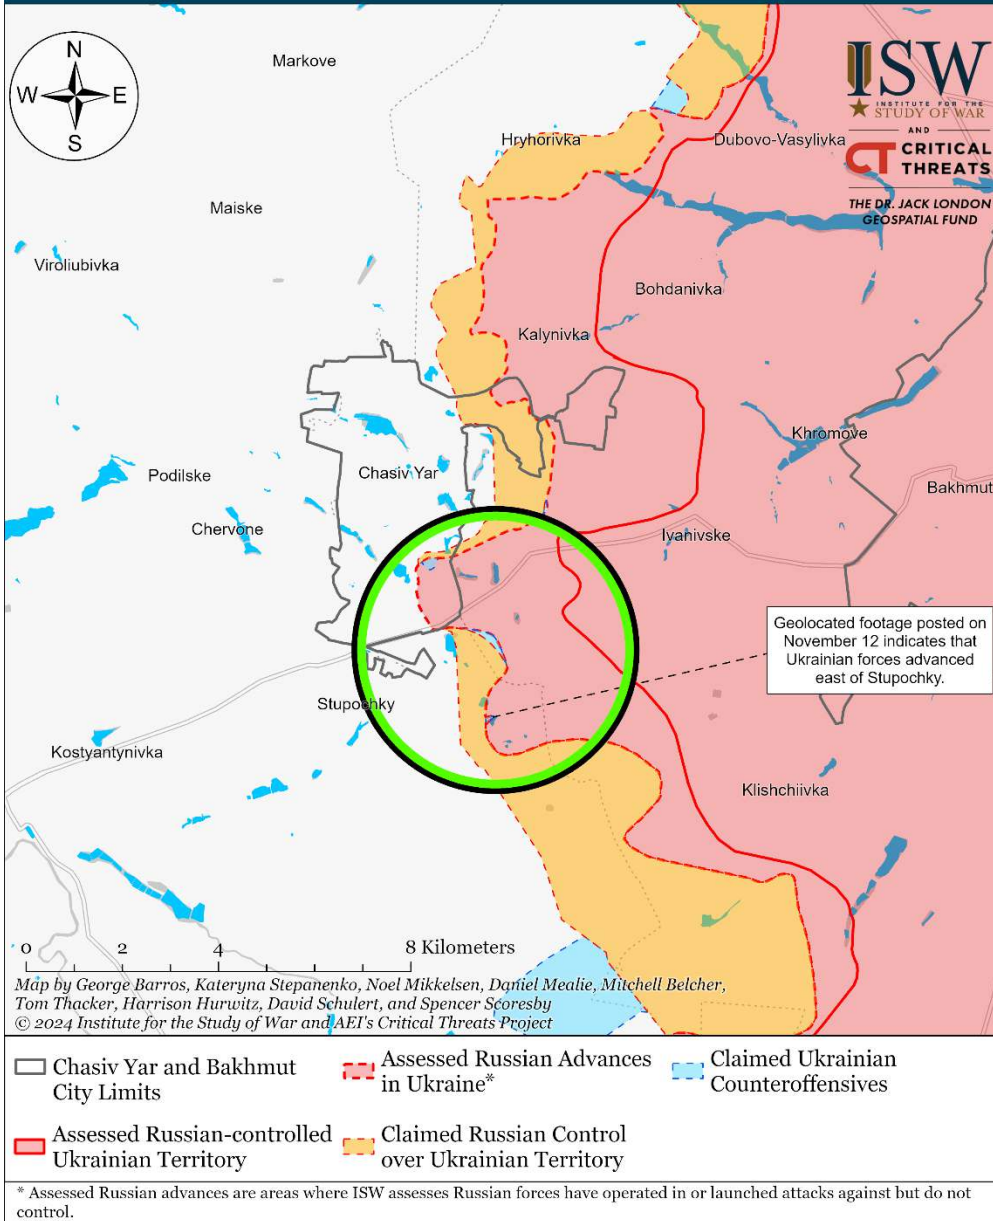 N
W E
S
ISW
INSTITUTE FOR THE
STUDY OF WAR
AND
CT CRITICAL
THREATS
THE DR. JACK LONDON
GEOSPATIAL FUND
Markove
Hryhorivka
Dubovo-Vasylivka
Maiske
Viroliubivka
Bohdanivka
Kalynivka
Khromove
Podilske
Chasiv Yar
Bakhmut
Chervone
Ivanivske
Geolocated footage posted on
November 12 indicates that
Ukrainian forces advanced
east of Stupochky.
Stupochky
Kostyantynivka
Klishchiivka
0 2 4 8 Kilometers
Map by George Barros, Kateryna Stepanenko, Noel Mikkelsen, Daniel Mealie, Mitchell Belcher,
Tom Thacker, Harrison Hurwitz, David Schulert, and Spencer Scoresby
© 2024 Institute for the Study of War and AEI's Critical Threats Project
Chasiv Yar and Bakhmut
City Limits
Assessed Russian Advances
in Ukraine*
Claimed Ukrainian
Counteroffensives
Assessed Russian-controlled
Ukrainian Territory
Claimed Russian Control
over Ukrainian Territory
* Assessed Russian advances are areas where ISW assesses Russian forces have operated in or launched attacks against but do not
control.